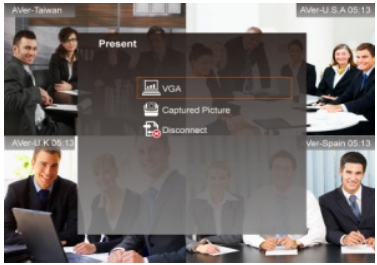 AVer-Taiwan
AVer-U.S.A 05:13
Present
VGA
Captured Picture
Disconnect
AVer-U.K 05:13
Ver-Spain 05:13